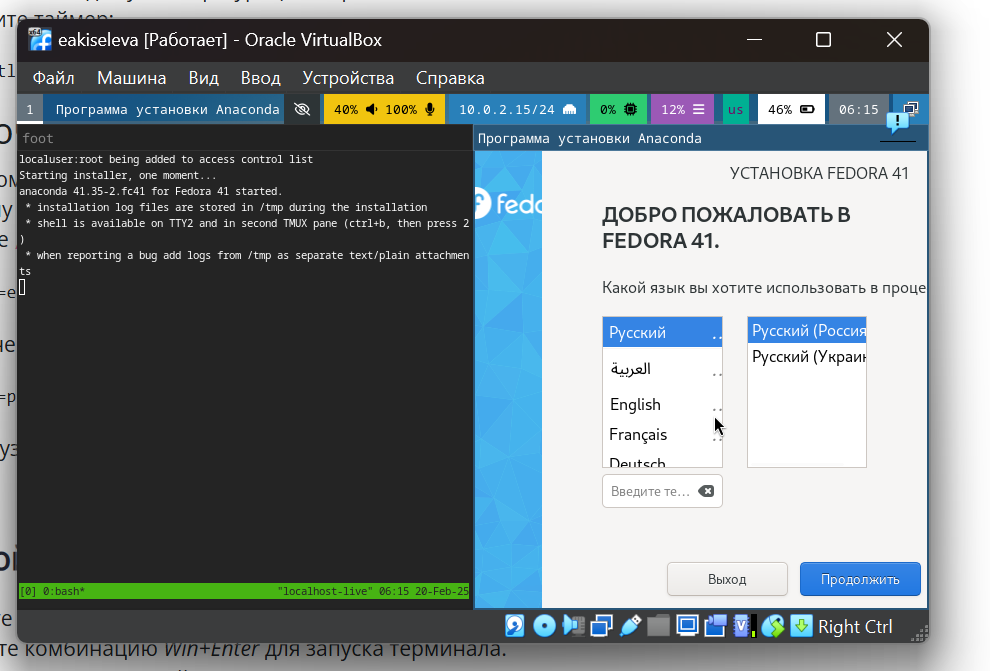 ите таймер:
eakiseleva [Работает] - Oracle VirtualBox
Файл Машина Вид Ввод Устройства Справка
1 Программа установки Anaconda 40% 100% 10.0.2.15/24 0% 12% us 46% 06:15
foot
localuser:root being added to access control list
Starting installer, one moment...
anaconda 41.35-2.fc41 for Fedora 41 started.
* installation log files are stored in /tmp during the installation
* shell is available on TTY2 and in second TMUX pane (ctrl+b, then press 2
)
* when reporting a bug add logs from /tmp as separate text/plain attachmen
ts
[0] 0:bash* "localhost-live" 06:15 20-Feb-25
Программа установки Anaconda
fedo
УСТАНОВКА FEDORA 41
ДОБРО ПОЖАЛОВАТЬ В
FEDORA 41.
Какой язык вы хотите использовать в проце
Русский
العربية
English
Français
Deutsch
Русский (Россия
Русский (Украин
Введите те...
Выход
Продолжить
Right Ctrl
те комбинацию Win+Enter для запуска терминала.